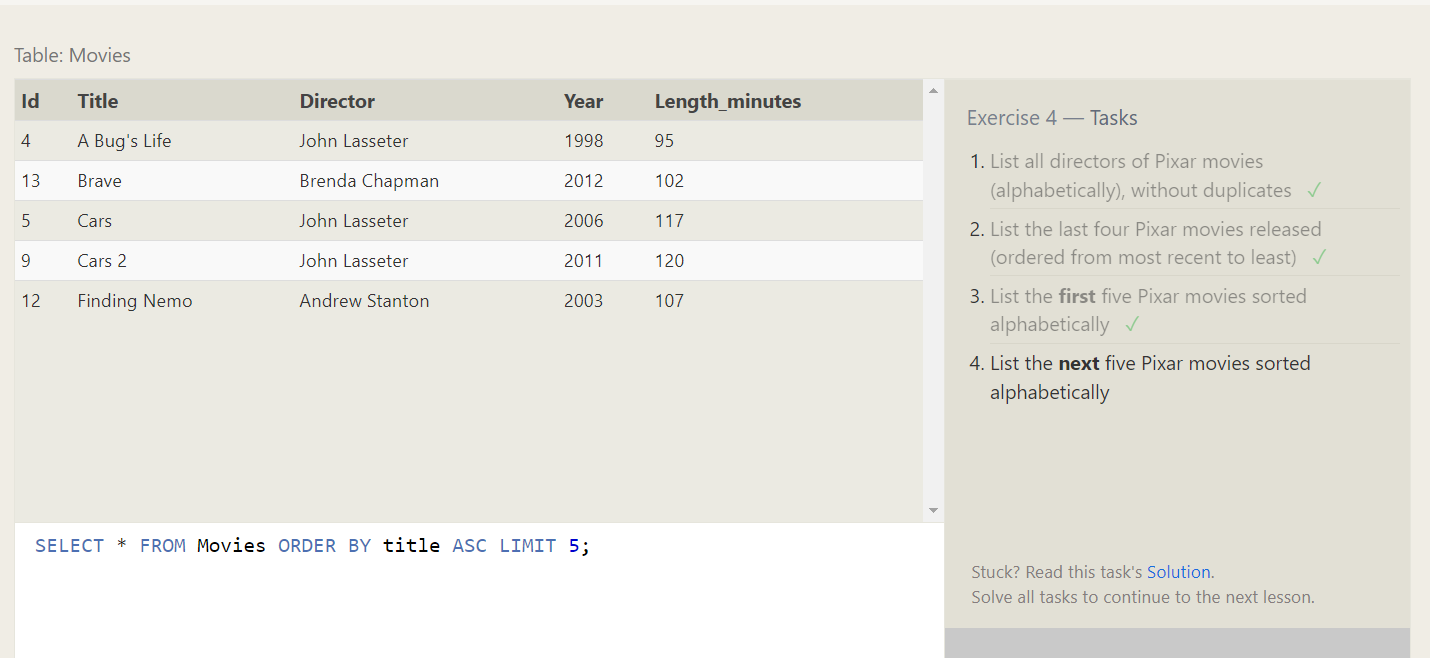 Table: Movies
Id Title Director Year Length_minutes
4 A Bug's Life John Lasseter 1998 95
13 Brave Brenda Chapman 2012 102
5 Cars John Lasseter 2006 117
9 Cars 2 John Lasseter 2011 120
12 Finding Nemo Andrew Stanton 2003 107
SELECT * FROM Movies ORDER BY title ASC LIMIT 5;
Exercise 4 — Tasks
1. List all directors of Pixar movies
(alphabetically), without duplicates ✓
2. List the last four Pixar movies released
(ordered from most recent to least) ✓
3. List the first five Pixar movies sorted
alphabetically ✓
4. List the next five Pixar movies sorted
alphabetically
Stuck? Read this task's Solution.
Solve all tasks to continue to the next lesson.